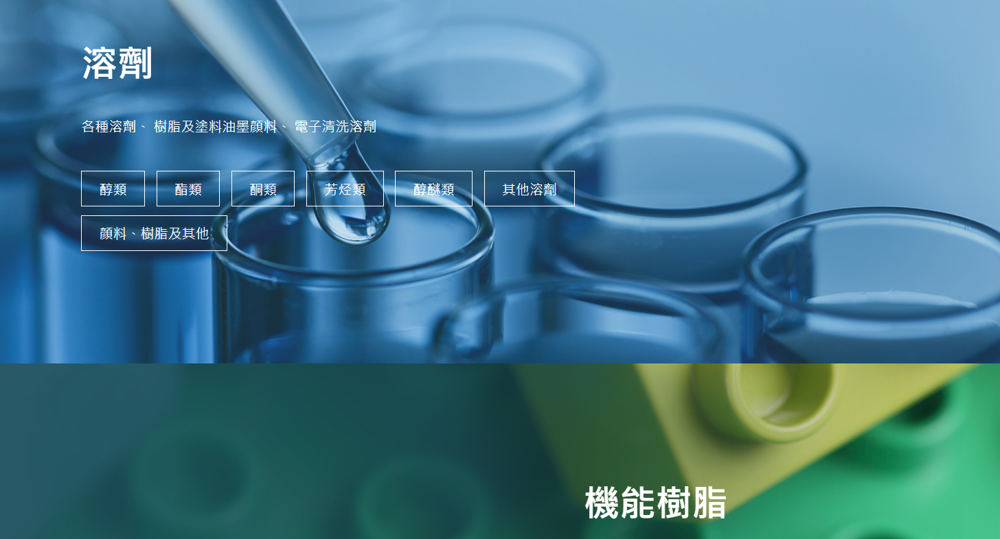 溶劑
各種溶劑、 樹脂及塗料油墨顏料、 電子清洗溶劑
醇類 酯類 酮類 芳烃類 醇醚類 其他溶劑
顏料、樹脂及其他
機能樹脂